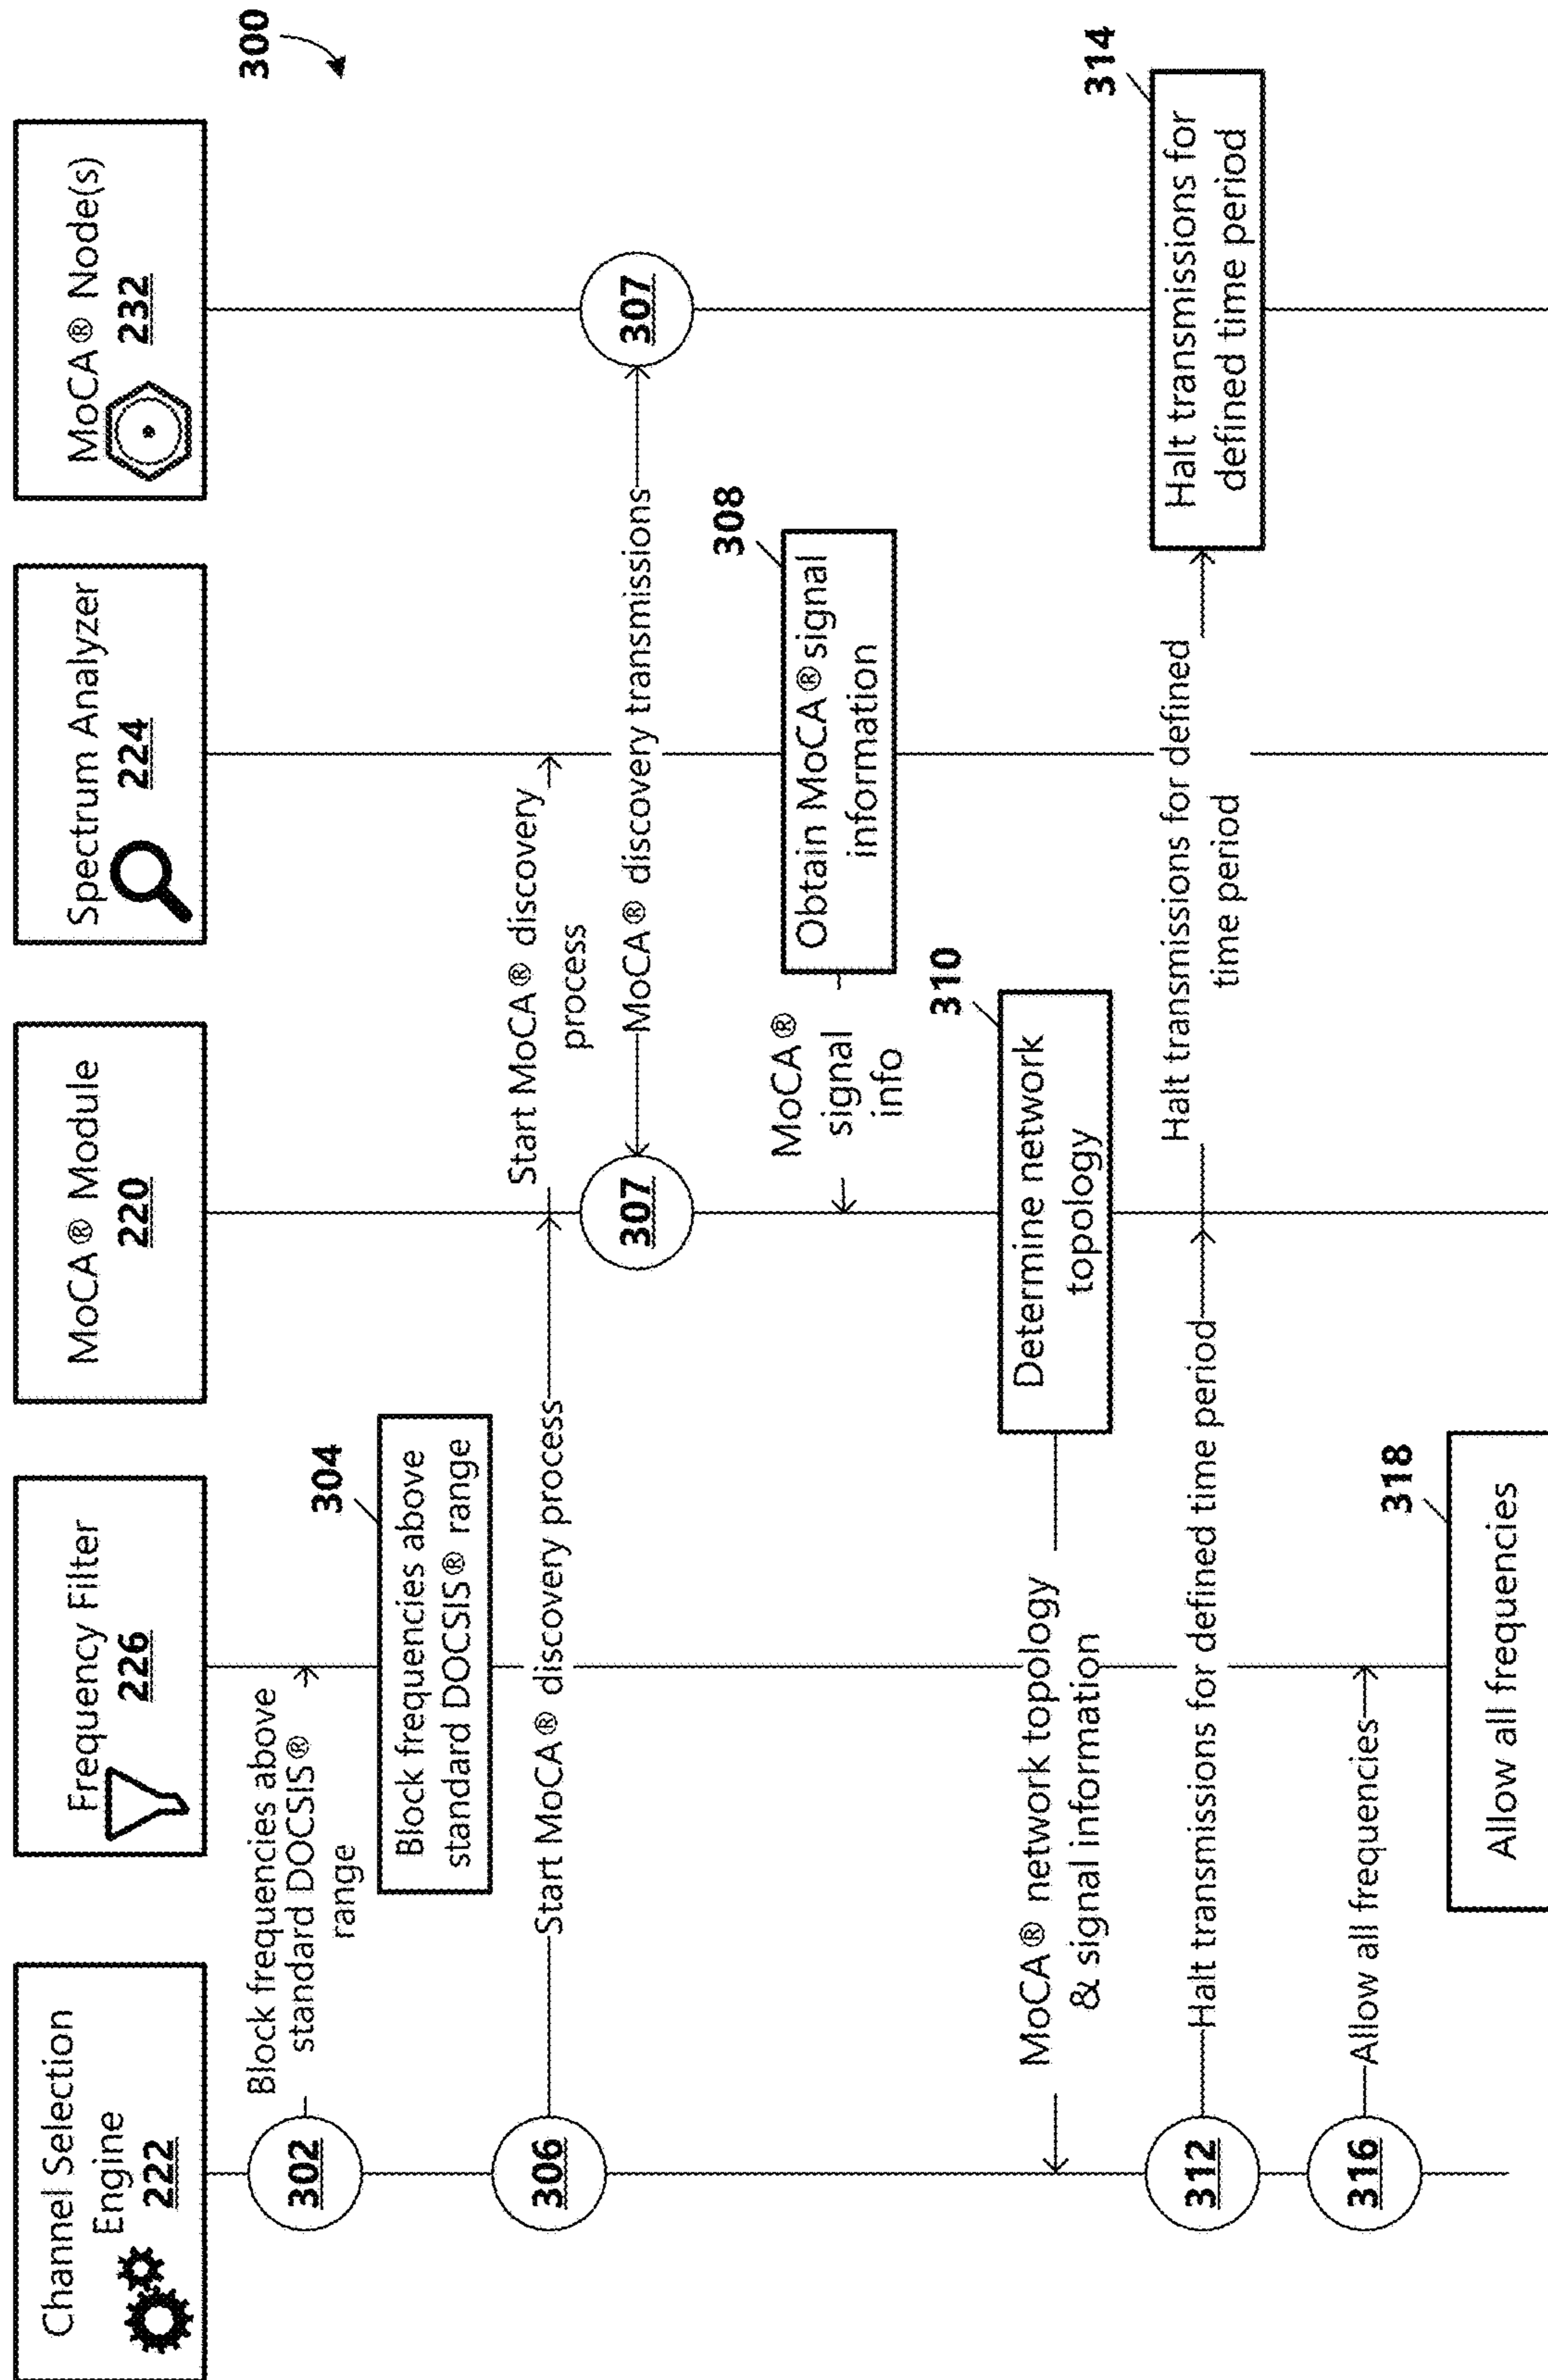 300
Channel Selection
Engine
222
Frequency Filter
226
MoCA® Module
220
Spectrum Analyzer
224
MoCA® Node(s)
232
302
Block frequencies above
standard DOCSIS®
range
304
Block frequencies above
standard DOCSIS® range
306
Start MoCA® discovery process
Start MoCA® discovery
process
307
MoCA® discovery transmissions
307
308
Obtain MoCA® signal
information
MoCA®
signal
info
310
Determine network
topology
MoCA® network topology
& signal information
312
Halt transmissions for defined time period
Halt transmissions for defined
time period
314
Halt transmissions for
defined time period
316
Allow all frequencies
318
Allow all frequencies